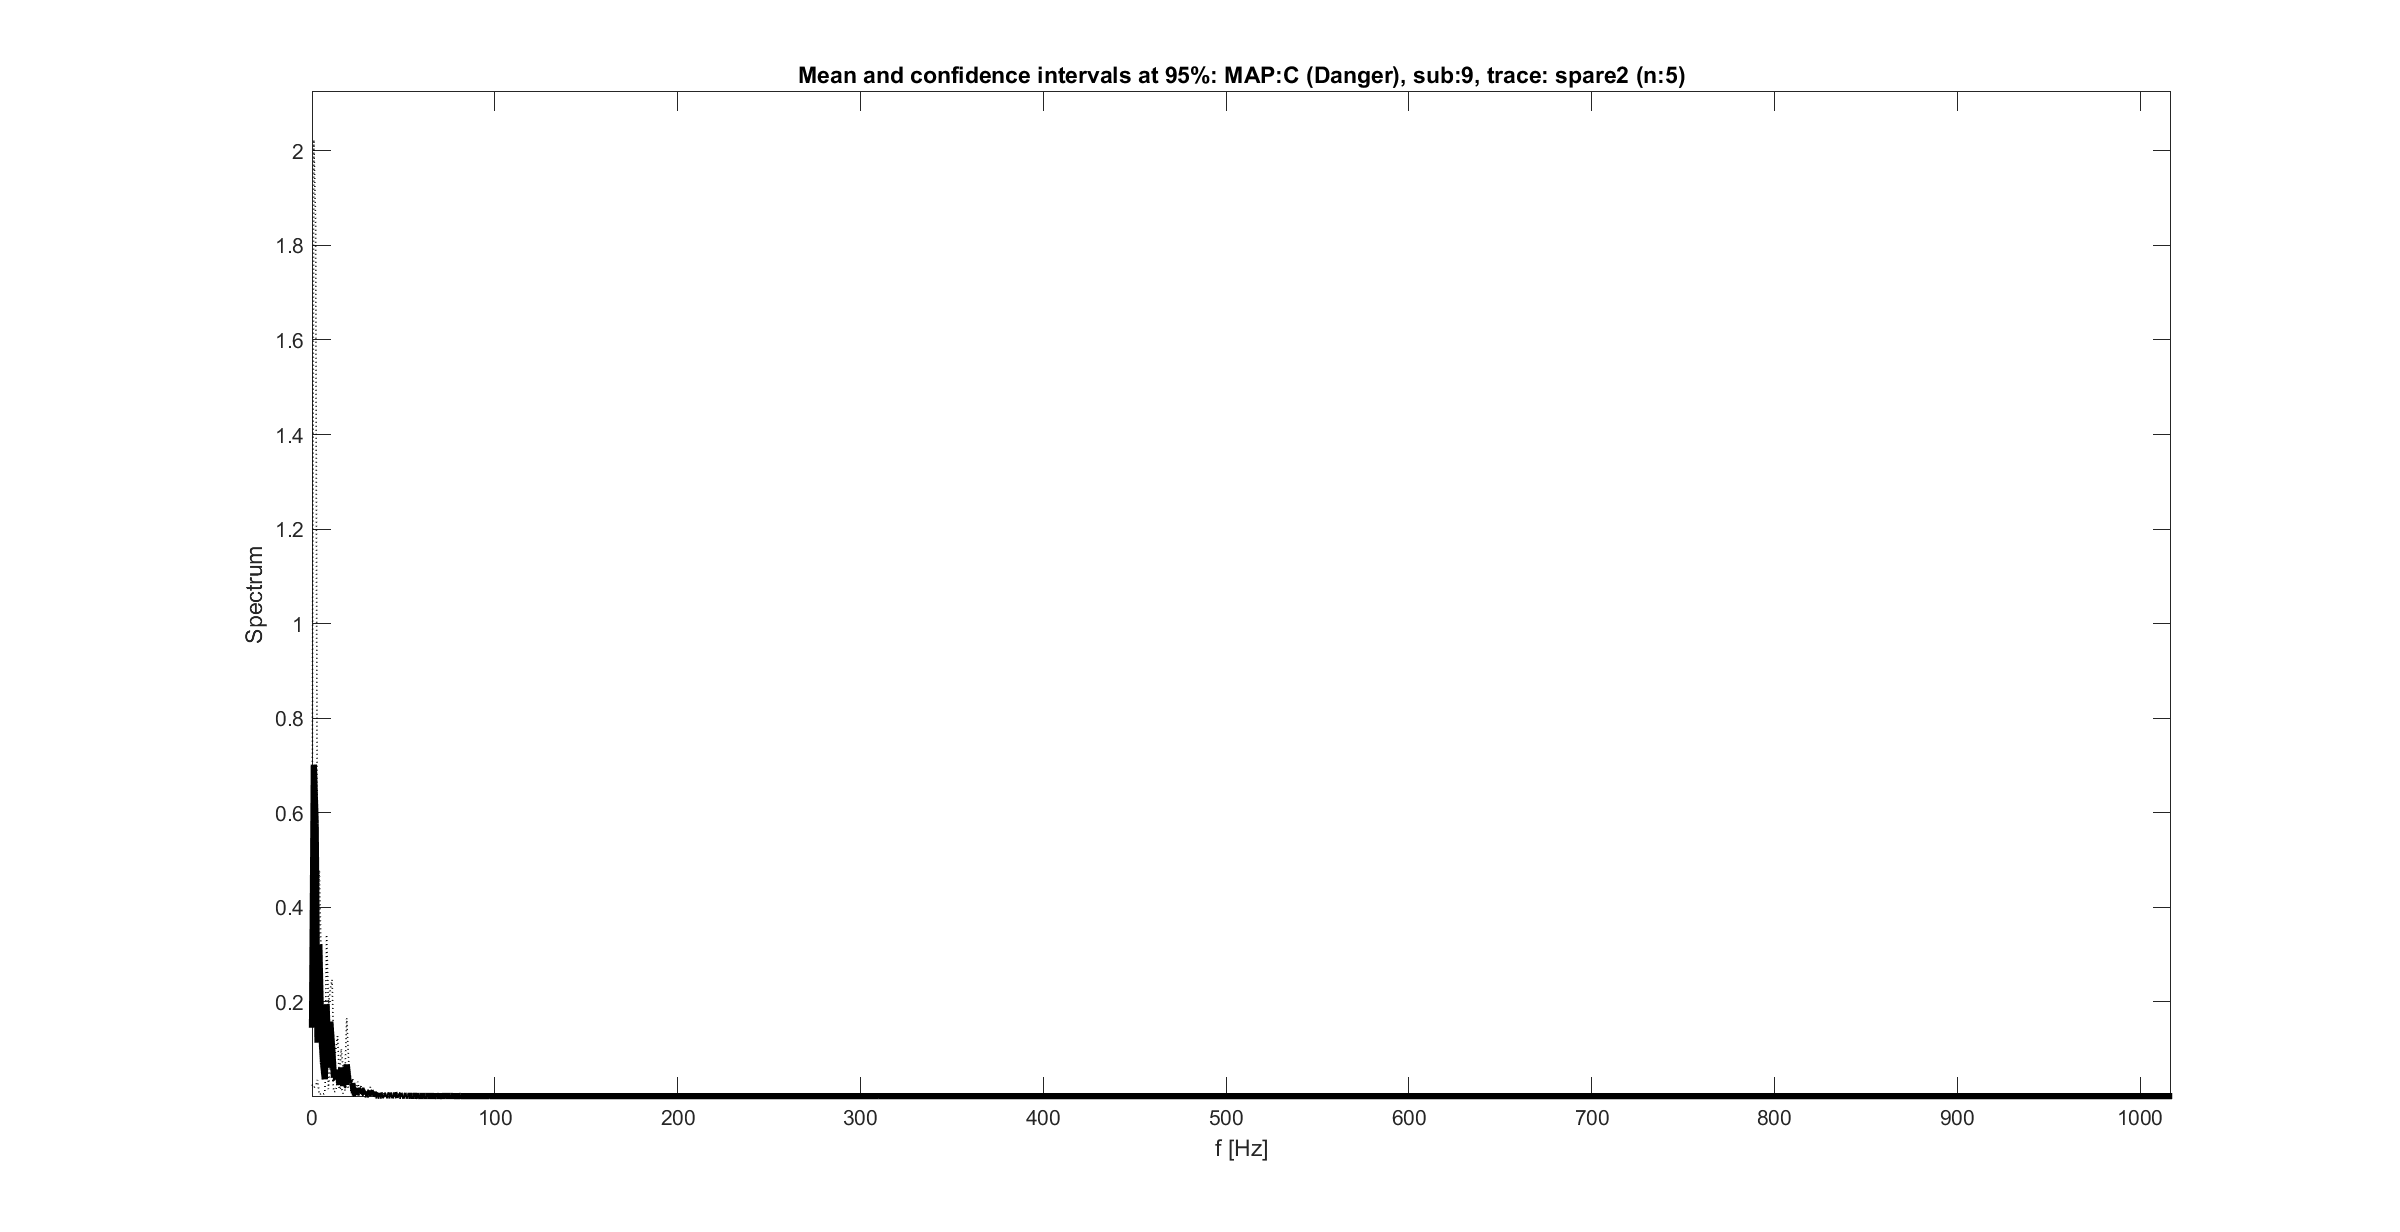 Mean and confidence intervals at 95%: MAP:C (Danger), sub:9, trace: spare2 (n:5)
2
1.8
1.6
1.4
1.2
1
0.8
0.6
0.4
0.2
Spectrum
0 100 200 300 400 500 600 700 800 900 1000
f [Hz]